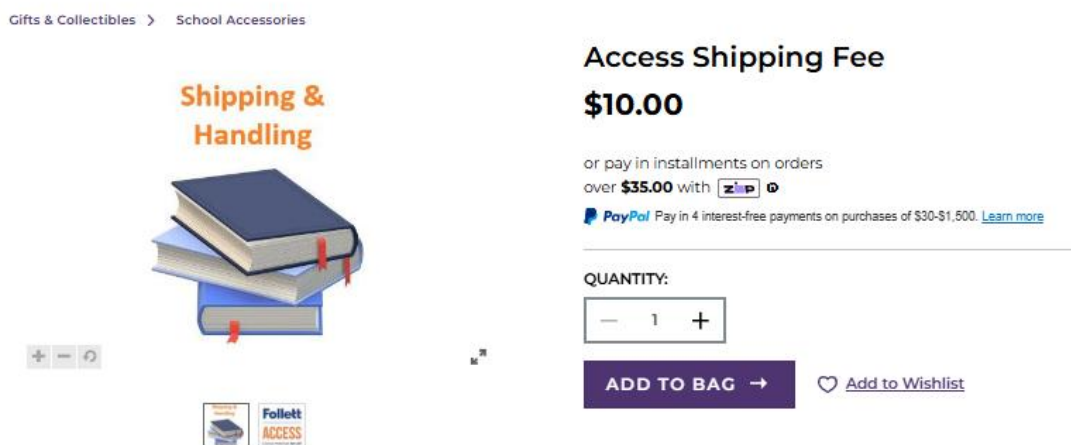 Gifts & Collectibles > School Accessories
Shipping &
Handling
Follett
ACCESS
Access Shipping Fee
$10.00
or pay in installments on orders
over $35.00 with zip
PayPal Pay in 4 interest-free payments on purchases of $30-$1,500. Learn more
QUANTITY:
− 1 +
ADD TO BAG →
Add to Wishlist